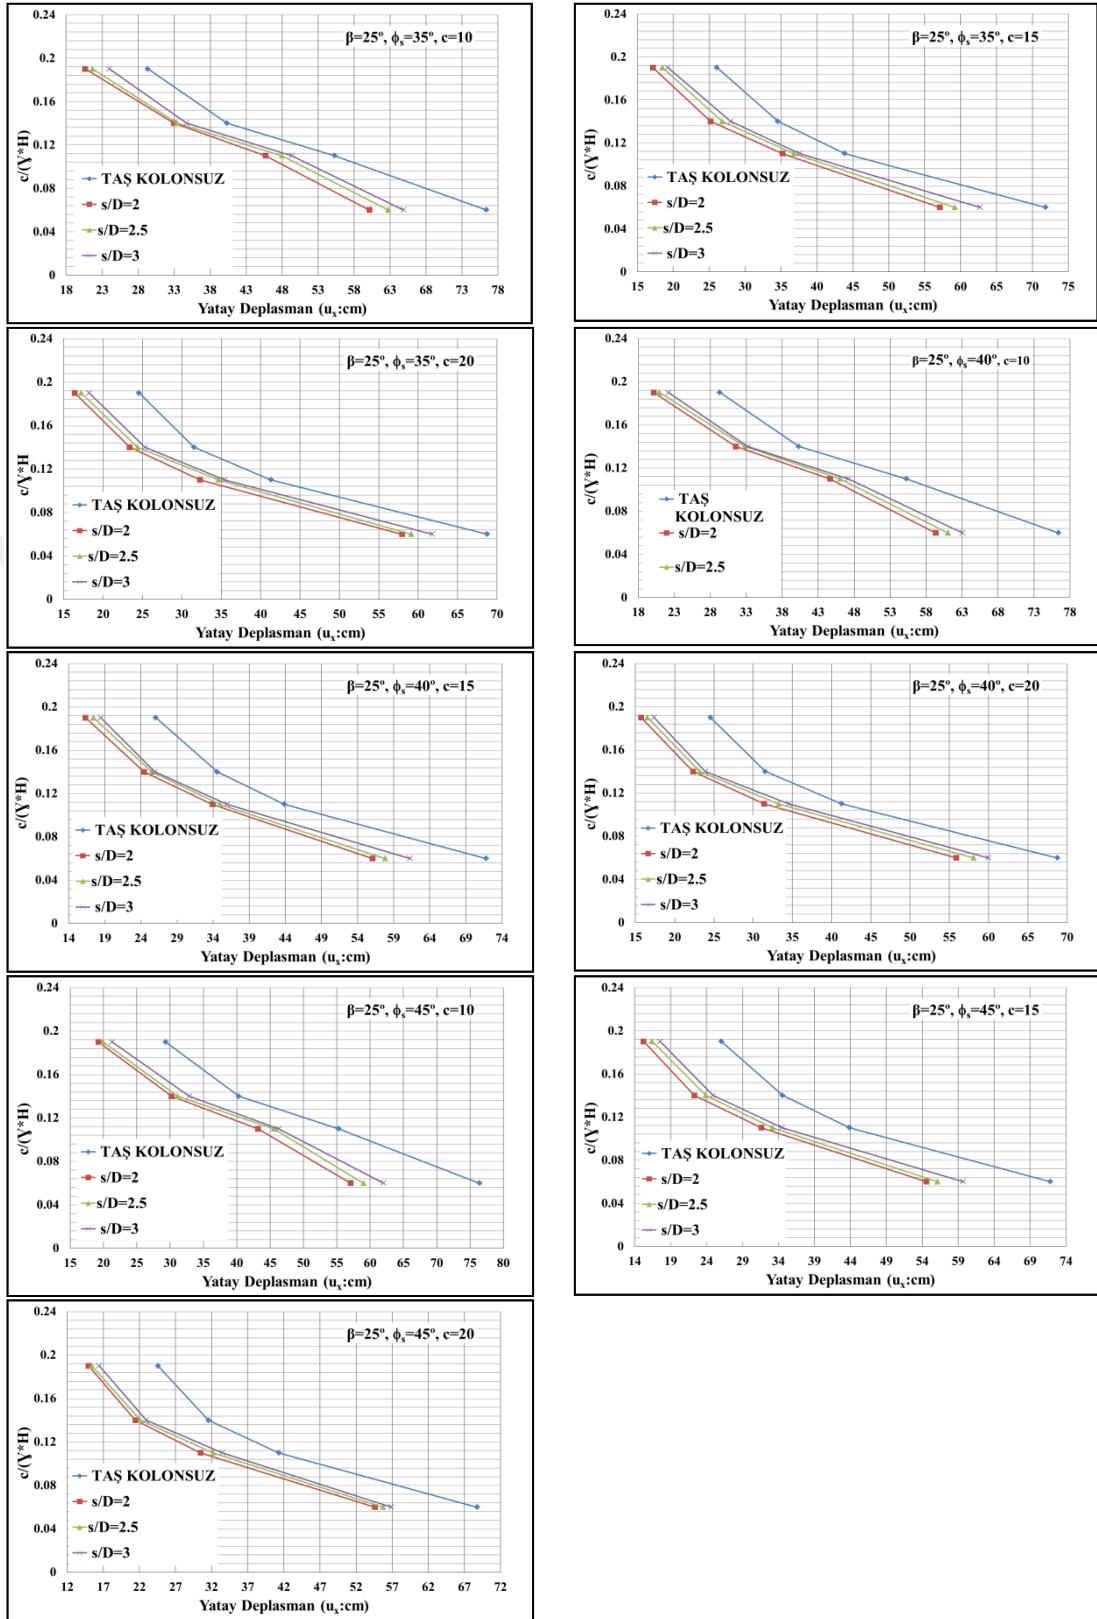 β=25º, ϕs=35º, c=10
0.24
0.2
0.16
0.12
0.08
0.04
0
c/(Ɣ*H)
TAŞ KOLONSUZ
s/D=2
s/D=2.5
s/D=3
18 23 28 33 38 43 48 53 58 63 68 73 78
Yatay Deplasman (ux:cm)
β=25º, ϕs=35º, c=15
0.24
0.2
0.16
0.12
0.08
0.04
0
c/(Ɣ*H)
TAŞ KOLONSUZ
s/D=2
s/D=2.5
s/D=3
15 20 25 30 35 40 45 50 55 60 65 70 75
Yatay Deplasman (ux:cm)
β=25º, ϕs=35º, c=20
0.24
0.2
0.16
0.12
0.08
0.04
0
c/Ɣ*H
TAŞ KOLONSUZ
s/D=2
s/D=2.5
s/D=3
15 20 25 30 35 40 45 50 55 60 65 70
Yatay Deplasman (ux:cm)
β=25º, ϕs=40º, c=10
0.24
0.2
0.16
0.12
0.08
0.04
0
c/(Ɣ*H)
TAŞ
KOLONSUZ
s/D=2
s/D=2.5
18 23 28 33 38 43 48 53 58 63 68 73 78
Yatay Deplasman (ux:cm)
β=25º, ϕs=40º, c=15
0.24
0.2
0.16
0.12
0.08
0.04
0
c/(Ɣ*H)
TAŞ KOLONSUZ
s/D=2
s/D=2.5
s/D=3
14 19 24 29 34 39 44 49 54 59 64 69 74
Yatay Deplasman (ux:cm)
β=25º, ϕs=40º, c=20
0.24
0.2
0.16
0.12
0.08
0.04
0
c/(Ɣ*H)
TAŞ KOLONSUZ
s/D=2
s/D=2.5
s/D=3
15 20 25 30 35 40 45 50 55 60 65 70
Yatay Deplasman (ux:cm)
β=25º, ϕs=45º, c=10
0.24
0.2
0.16
0.12
0.08
0.04
0
c/(Ɣ*H)
TAŞ KOLONSUZ
s/D=2
s/D=2.5
s/D=3
15 20 25 30 35 40 45 50 55 60 65 70 75 80
Yatay Deplasman (ux:cm)
β=25º, ϕs=45º, c=15
0.24
0.2
0.16
0.12
0.08
0.04
0
c/(Ɣ*H)
TAŞ KOLONSUZ
s/D=2
s/D=2.5
s/D=3
14 19 24 29 34 39 44 49 54 59 64 69 74
Yatay Deplasman (ux:cm)
β=25º, ϕs=45º, c=20
0.24
0.2
0.16
0.12
0.08
0.04
0
c/(Ɣ*H)
TAŞ KOLONSUZ
s/D=2
s/D=2.5
s/D=3
12 17 22 27 32 37 42 47 52 57 62 67 72
Yatay Deplasman (ux:cm)